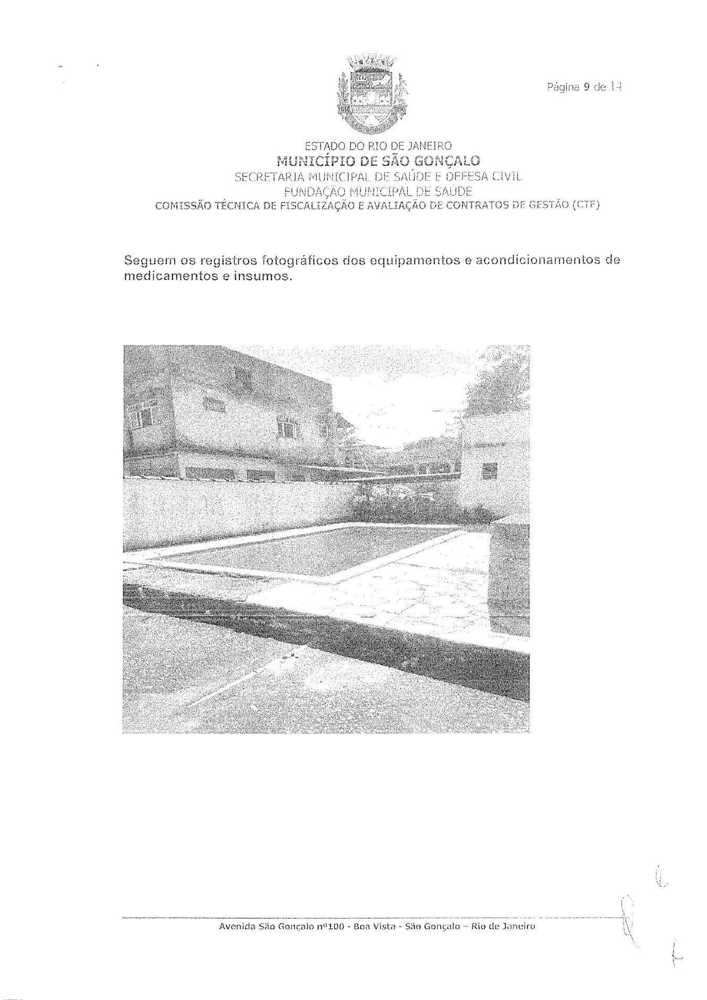 Página 9 de 14
ESTADO DO RIO DE JANEIRO
MUNICÍPIO DE SÃO GONÇALO
SECRETARIA MUNICIPAL DE SAÚDE E DEFESA CIVIL
FUNDAÇÃO MUNICIPAL DE SAÚDE
COMISSÃO TÉCNICA DE FISCALIZAÇÃO E AVALIAÇÃO DE CONTRATOS DE GESTÃO (CTF)
Seguem os registros fotográficos dos equipamentos e acondicionamentos de
medicamentos e insumos.
Avenida São Gonçalo nº100 - Boa Vista - São Gonçalo – Rio de Janeiro